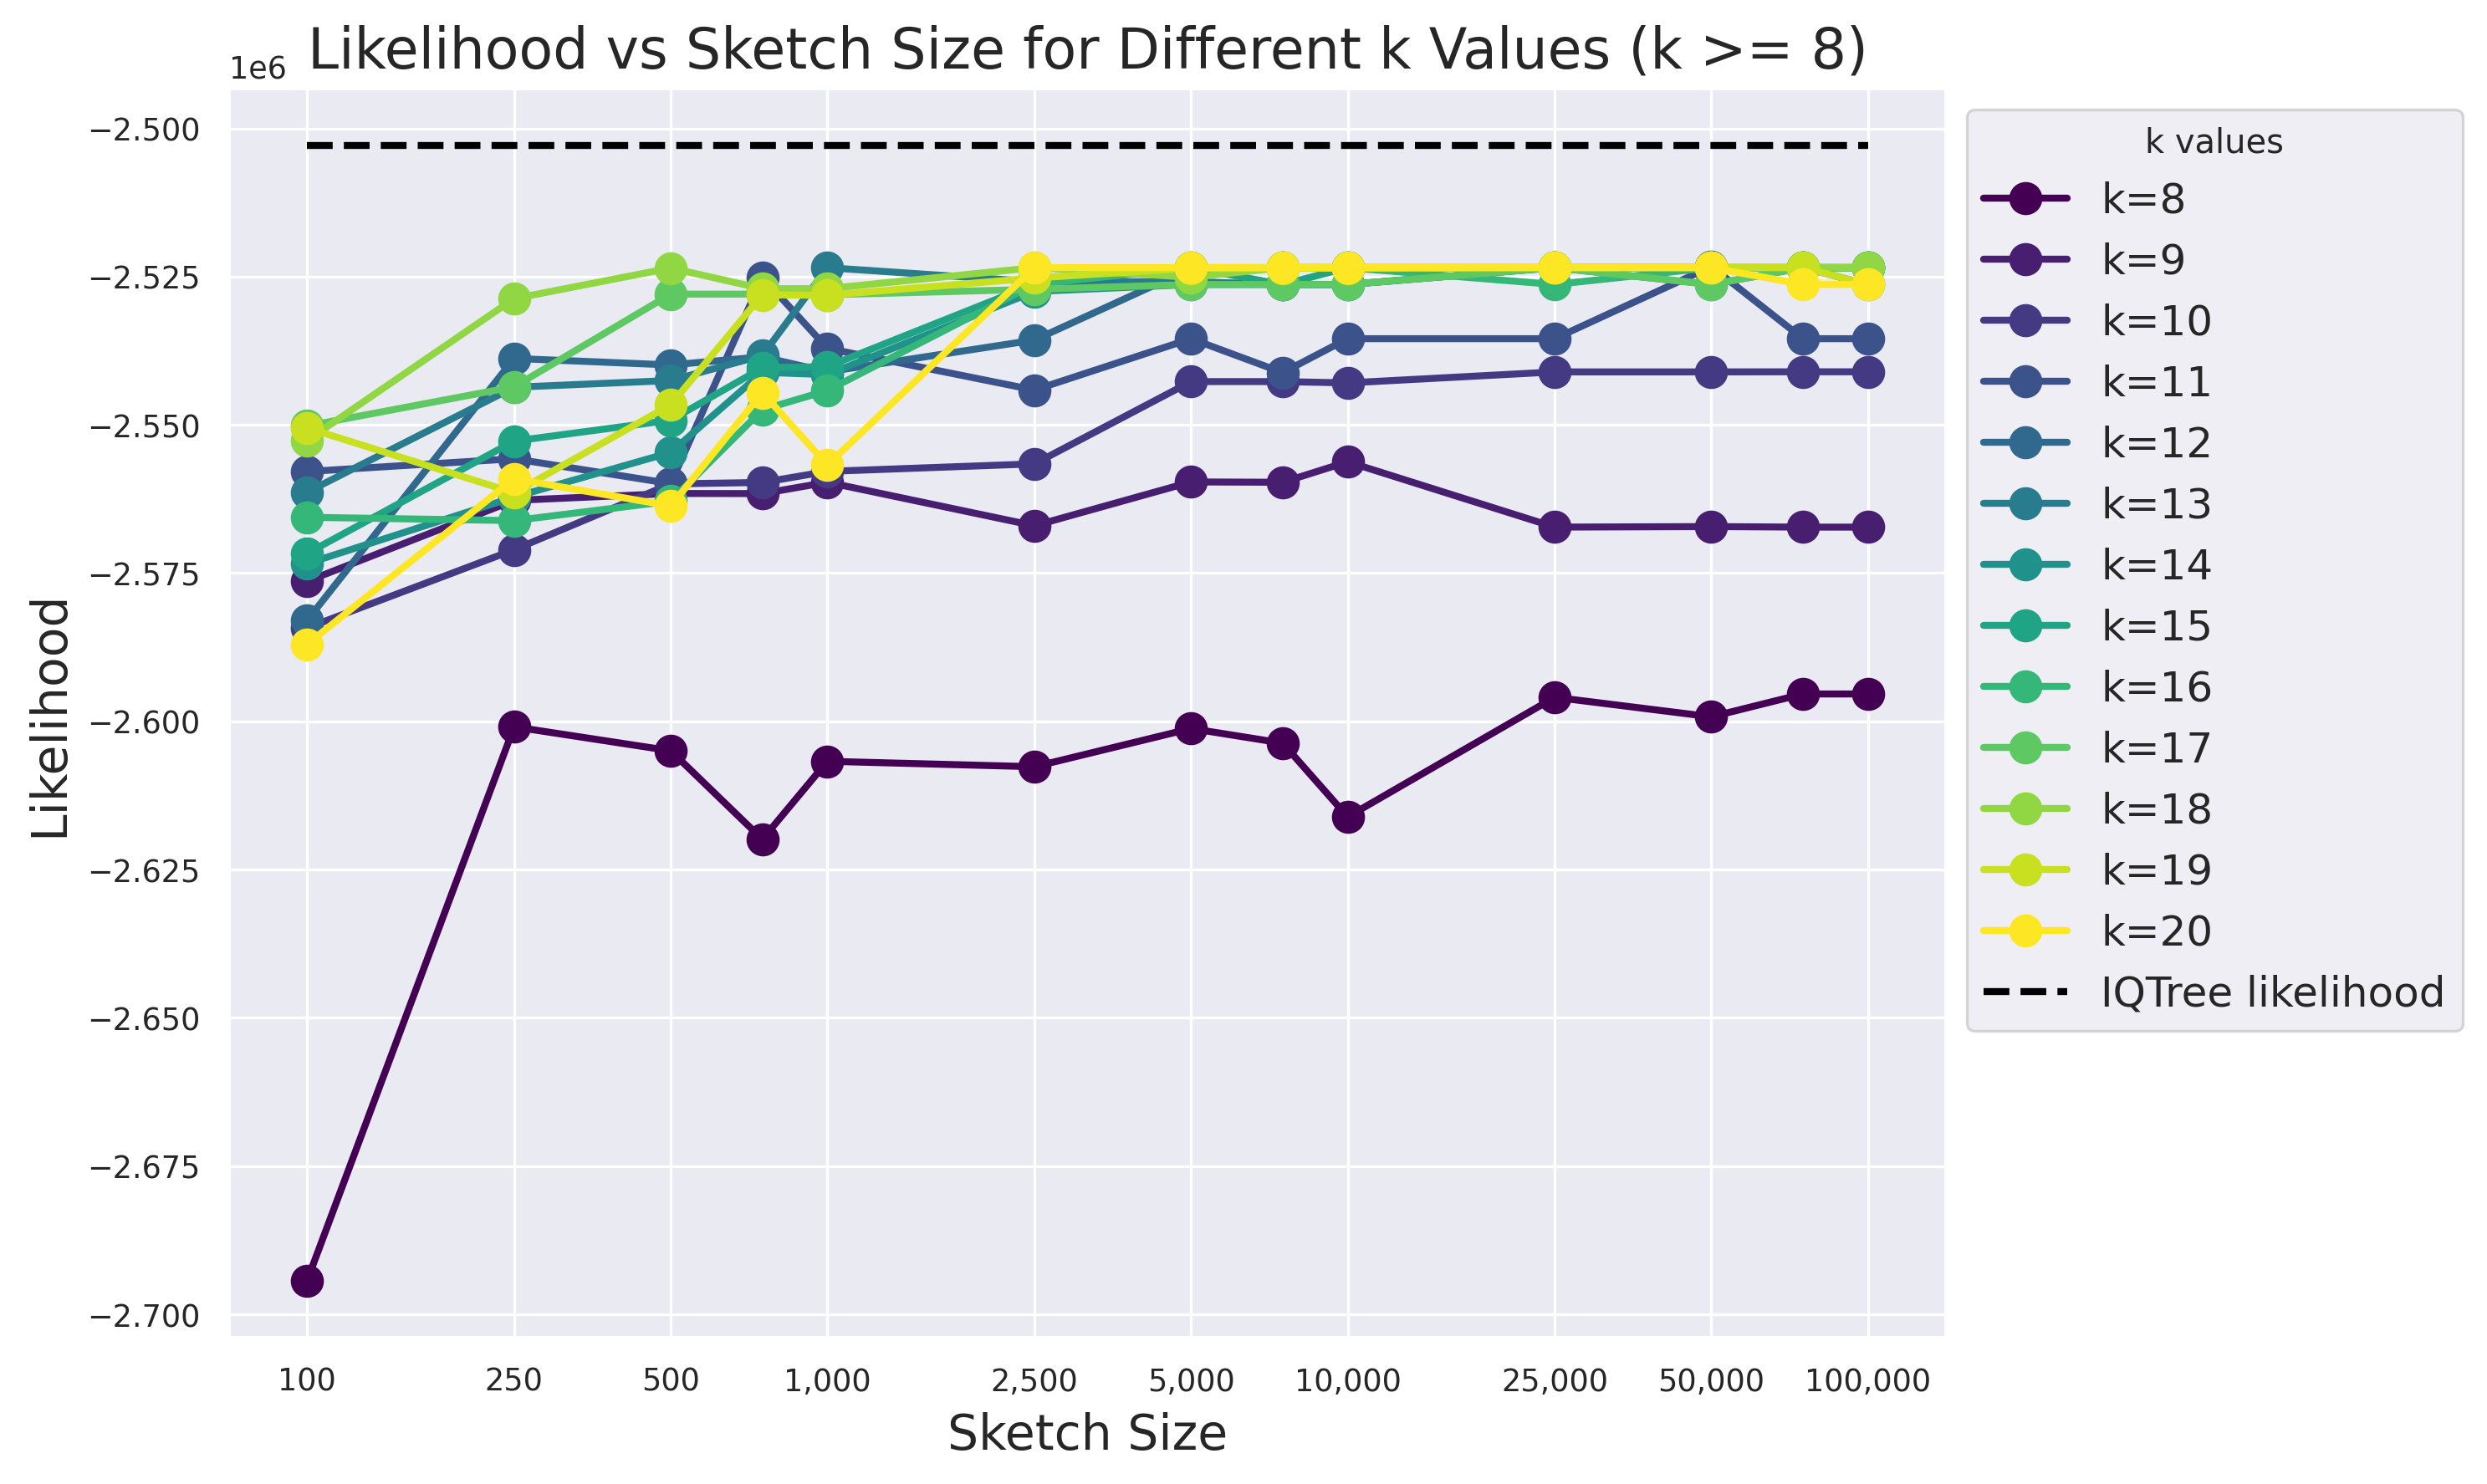 Likelihood vs Sketch Size for Different k Values (k >= 8)
1e6
−2.500
−2.525
−2.550
−2.575
−2.600
−2.625
−2.650
−2.675
−2.700
Likelihood
100
250
500
1,000
2,500
5,000
10,000
25,000
50,000
100,000
Sketch Size
k values
k=8
k=9
k=10
k=11
k=12
k=13
k=14
k=15
k=16
k=17
k=18
k=19
k=20
IQTree likelihood